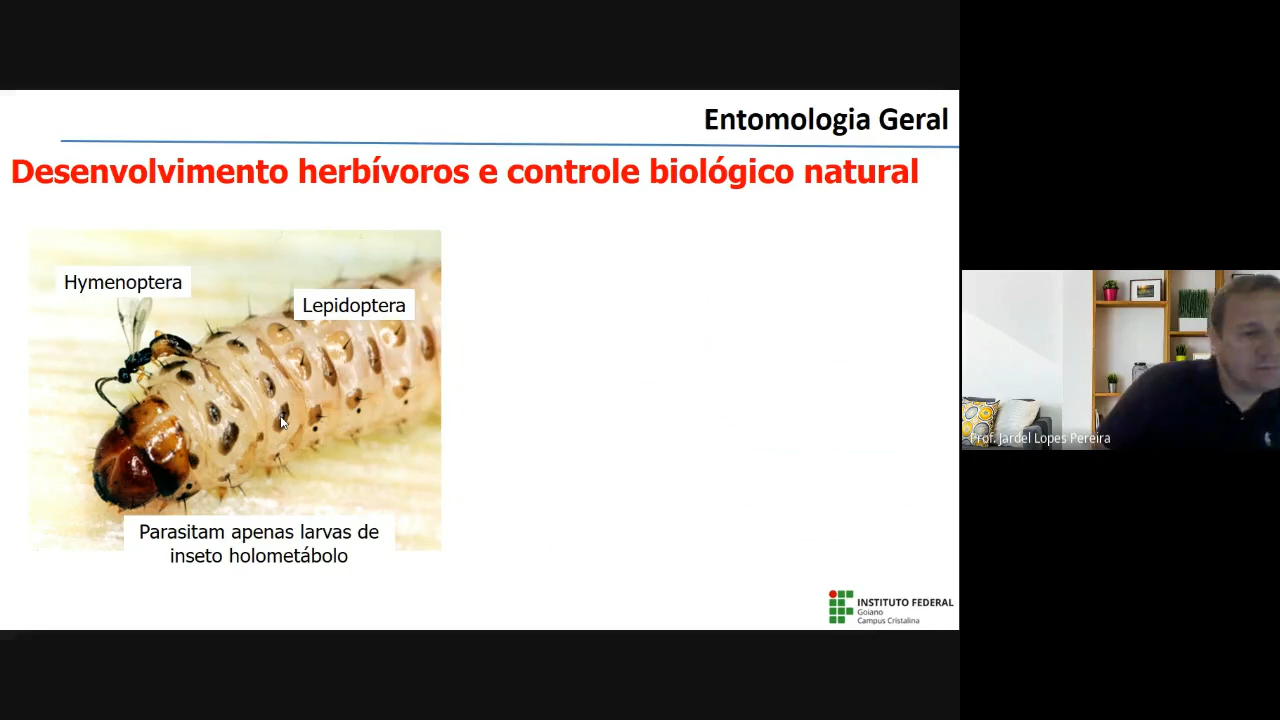 Entomologia Geral
Desenvolvimento herbívoros e controle biológico natural
Hymenoptera
Lepidoptera
Parasitam apenas larvas de
inseto holometábolo
INSTITUTO FEDERAL
Goiano
Campus Cristalina
Prof. Jardel Lopes Pereira